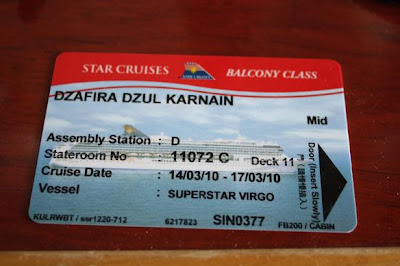 STAR CRUISES BALCONY CLASS
DZAFIRA DZUL KARNAIN
Mid
Assembly Station : D
Stateroom No : 11072 C Deck 11
Cruise Date : 14/03/10 - 17/03/10
Vessel : SUPERSTAR VIRGO
KULRWBT / ssr1220-712 6217823 SIN0377 FB200 / CABIN
Door (Insert Slowly)